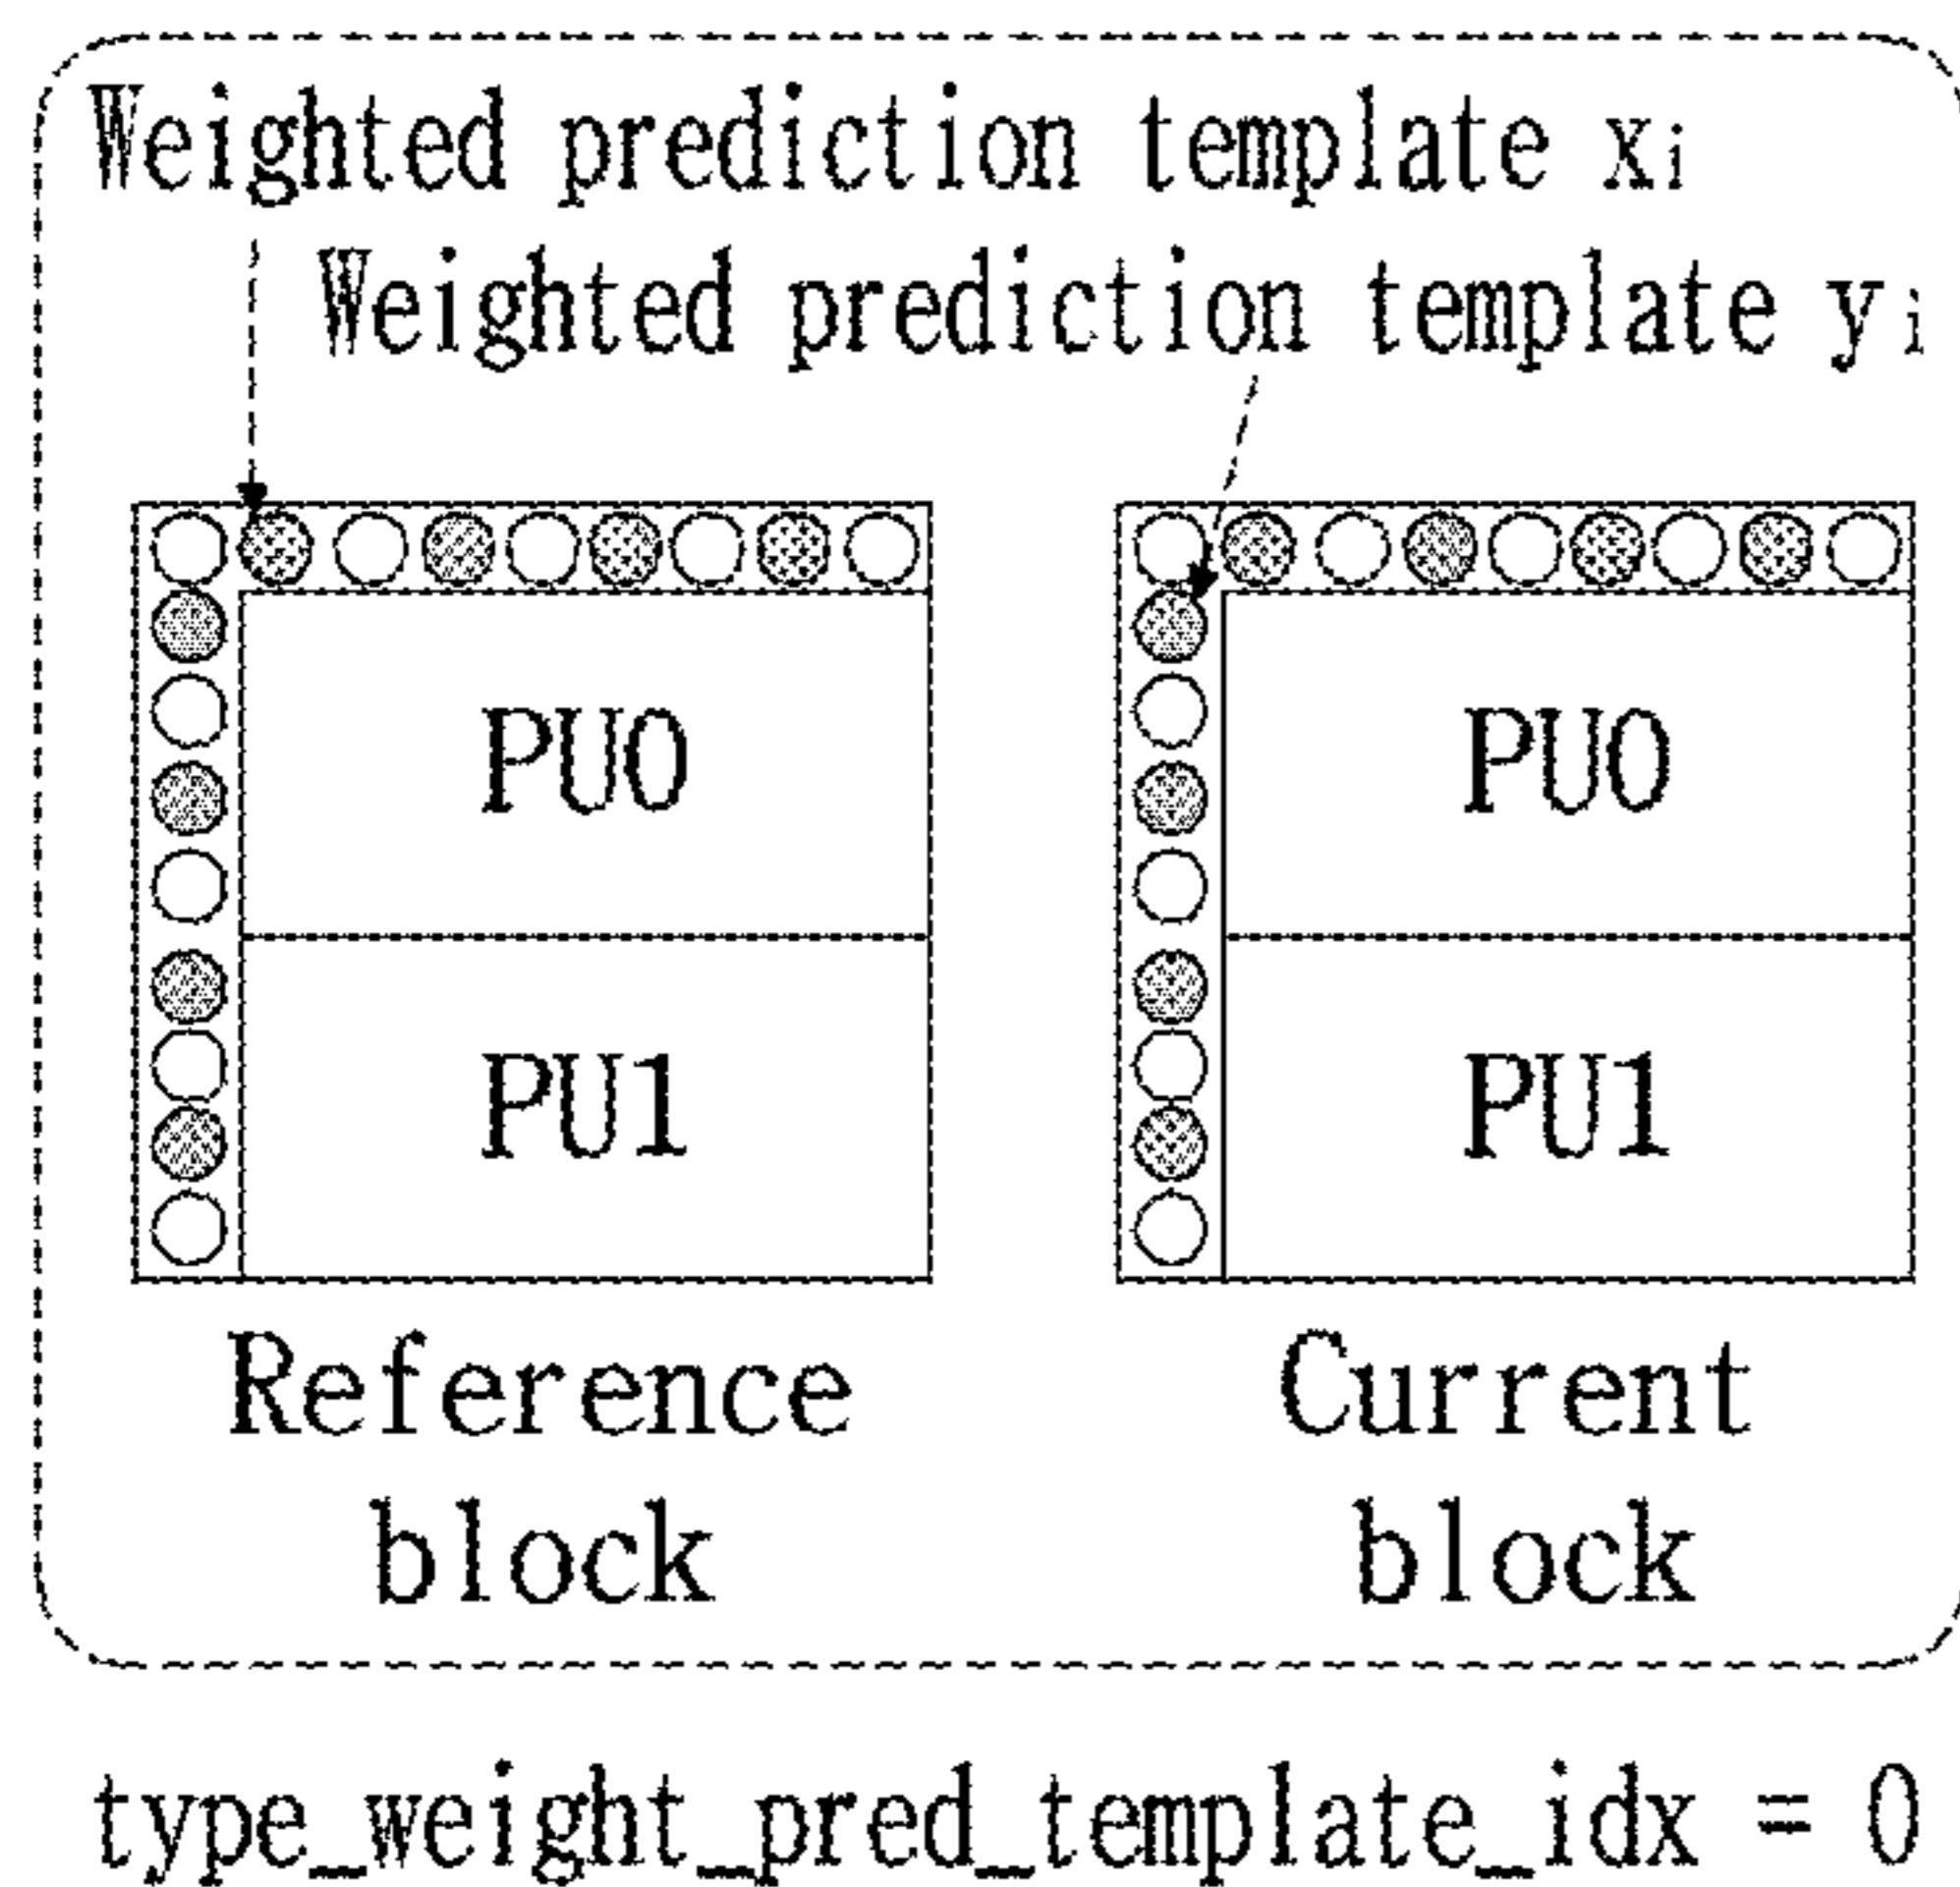 Weighted prediction template xi
Weighted prediction template yi
PU0
PU0
PU1
PU1
Reference block
Current block
type_weight_pred_template_idx = 0